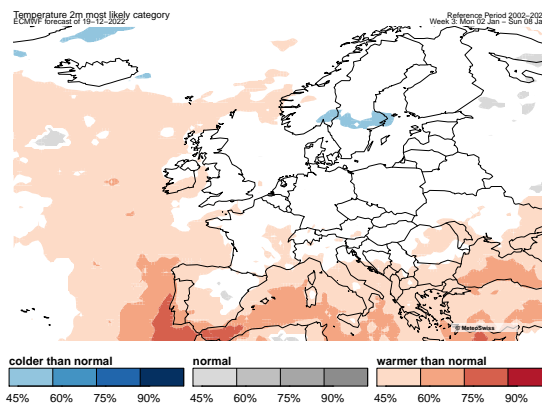 Temperature 2m most likely category
ECMWF forecast of 19-12-2022
Reference Period 2002-202
Week 3: Mon 02 Jan - Sun 08 Ja
© MeteoSwiss
colder than normal
normal
warmer than normal
45% 60% 75% 90%
45% 60% 75% 90%
45% 60% 75% 90%